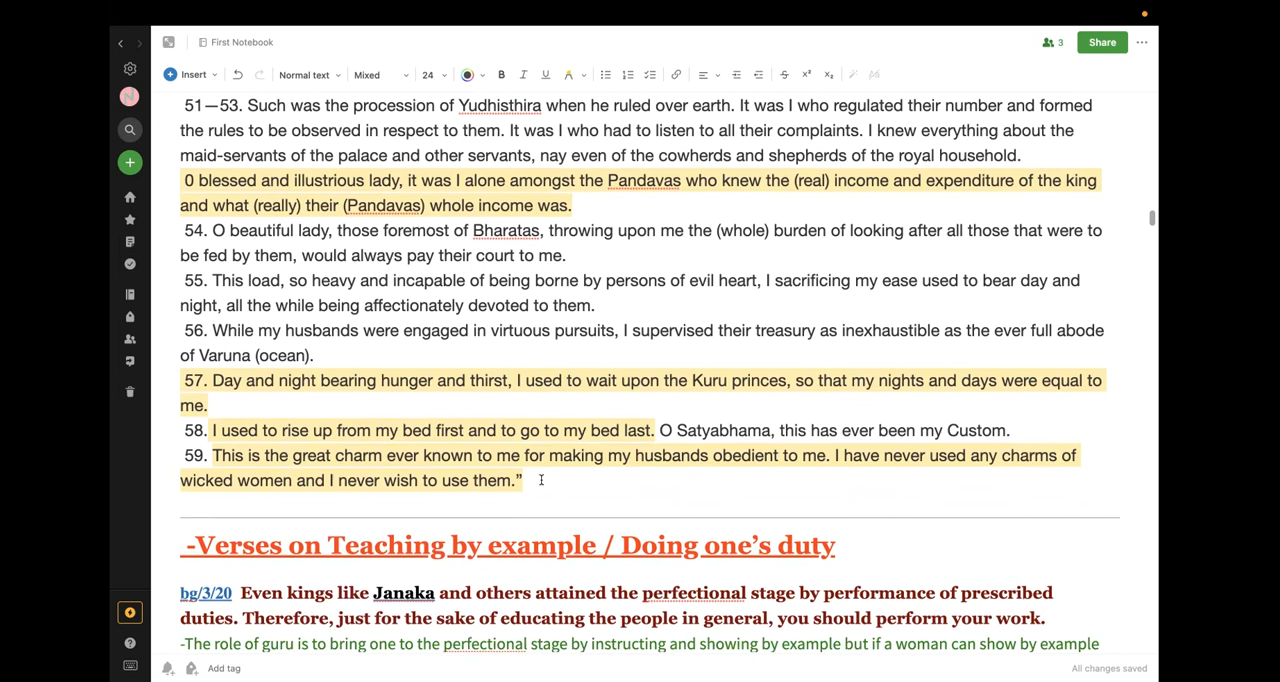 First Notebook
3
Share
Insert
Normal text
Mixed
24
B
I
U
51—53. Such was the procession of Yudhisthira when he ruled over earth. It was I who regulated their number and formed
the rules to be observed in respect to them. It was I who had to listen to all their complaints. I knew everything about the
maid-servants of the palace and other servants, nay even of the cowherds and shepherds of the royal household.
0 blessed and illustrious lady, it was I alone amongst the Pandavas who knew the (real) income and expenditure of the king
and what (really) their (Pandavas) whole income was.
54. O beautiful lady, those foremost of Bharatas, throwing upon me the (whole) burden of looking after all those that were to
be fed by them, would always pay their court to me.
55. This load, so heavy and incapable of being borne by persons of evil heart, I sacrificing my ease used to bear day and
night, all the while being affectionately devoted to them.
56. While my husbands were engaged in virtuous pursuits, I supervised their treasury as inexhaustible as the ever full abode
of Varuna (ocean).
57. Day and night bearing hunger and thirst, I used to wait upon the Kuru princes, so that my nights and days were equal to
me.
58. I used to rise up from my bed first and to go to my bed last. O Satyabhama, this has ever been my Custom.
59. This is the great charm ever known to me for making my husbands obedient to me. I have never used any charms of
wicked women and I never wish to use them.”
-Verses on Teaching by example / Doing one’s duty
bg/3/20 Even kings like Janaka and others attained the perfectional stage by performance of prescribed
duties. Therefore, just for the sake of educating the people in general, you should perform your work.
-The role of guru is to bring one to the perfectional stage by instructing and showing by example but if a woman can show by example
Add tag
All changes saved